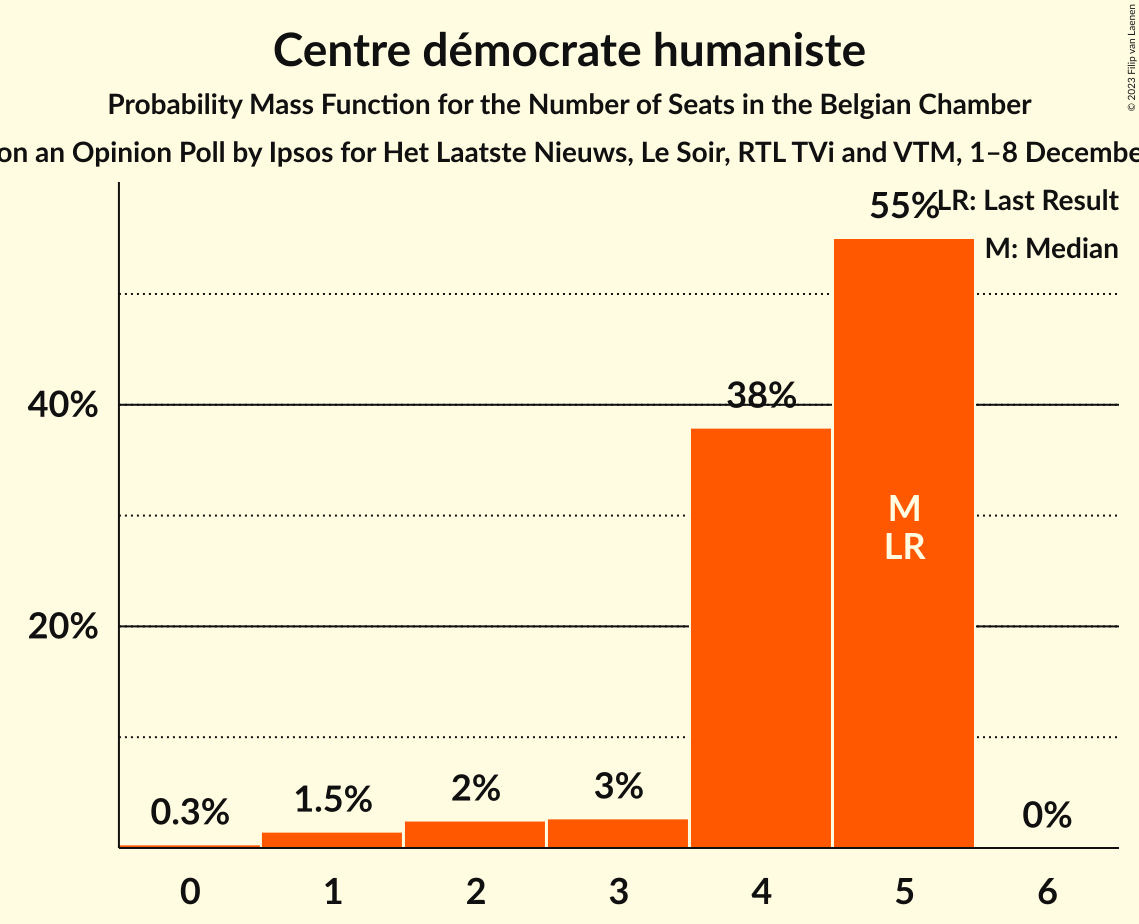 Centre démocrate humaniste
Probability Mass Function for the Number of Seats in the Belgian Chamber
on an Opinion Poll by Ipsos for Het Laatste Nieuws, Le Soir, RTL TVi and VTM, 1–8 Decembe
© 2023 Filip van Laenen
LR: Last Result
M: Median
55%
40%
38%
M
LR
20%
0.3%
1.5%
2%
3%
0%
0
1
2
3
4
5
6